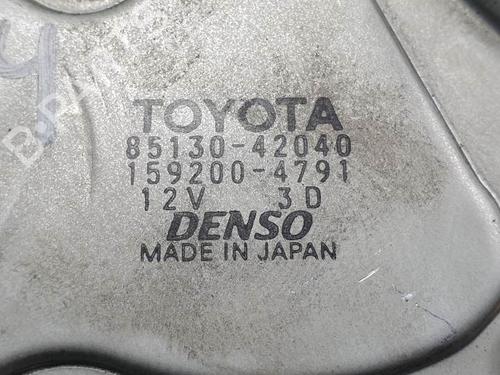 TOYOTA
85130-42040
159200-4791
12V 3D
DENSO
MADE IN JAPAN